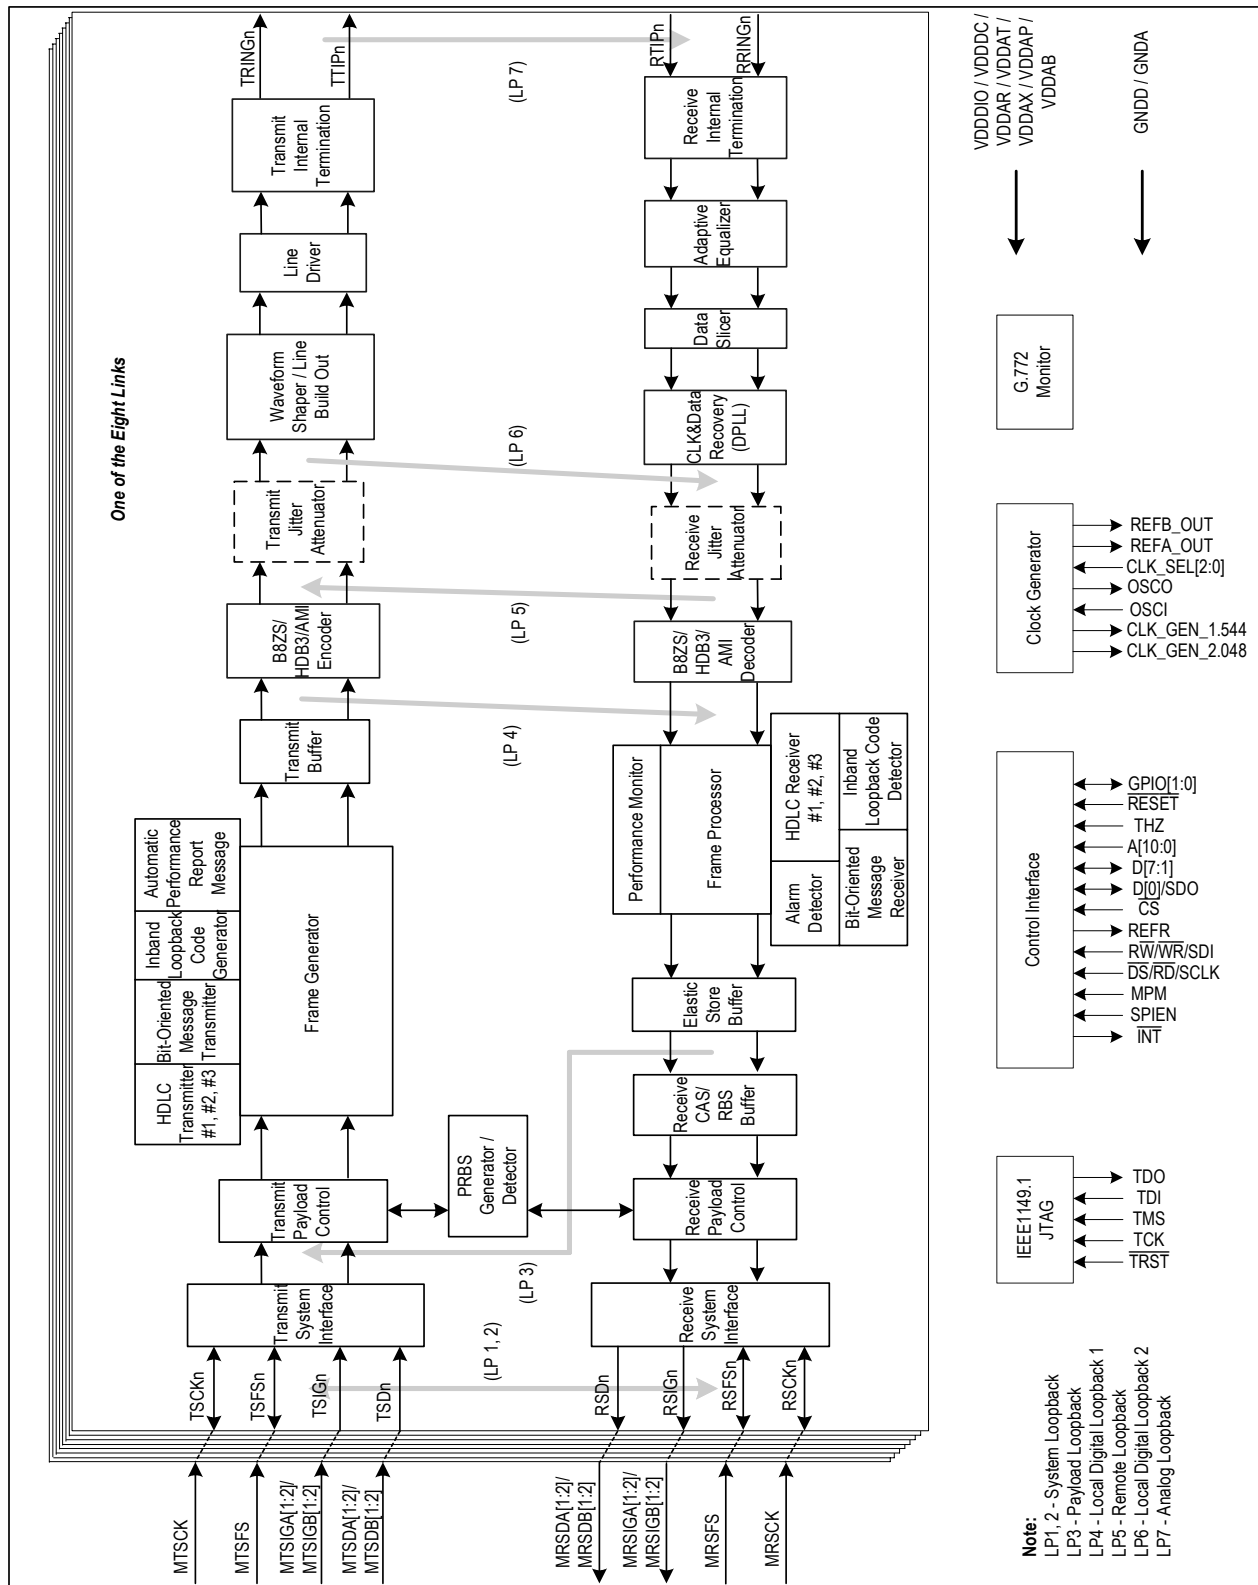 One of the Eight Links
TRINGn
TTIPn
(LP 7)
RTIPn
RRINGn
Transmit
Internal
Termination
Receive
Internal
Termination
Line
Driver
Adaptive
Equalizer
Waveform
Shaper / Line
Build Out
Data
Slicer
CLK&Data
Recovery
(DPLL)
(LP 6)
Transmit
Jitter
Attenuator
Receive
Jitter
Attenuator
(LP 5)
B8ZS/
HDB3/AMI
Encoder
B8ZS/
HDB3/
AMI
Decoder
(LP 4)
Transmit
Buffer
Automatic
Performance
Report
Message
Inband
Loopback
Code
Generator
Bit-Oriented
Message
Transmitter
HDLC
Transmitter
#1, #2, #3
Frame Generator
Performance Monitor
Frame Processor
HDLC Receiver
#1, #2, #3
Inband
Loopback Code
Detector
Alarm
Detector
Bit-Oriented
Message
Receiver
Elastic
Store
Buffer
Receive
CAS/
RBS
Buffer
PRBS
Generator /
Detector
Transmit
Payload
Control
Receive
Payload
Control
(LP 3)
Transmit
System
Interface
Receive
System
Interface
(LP 1, 2)
TSCKn
TSFSn
TSIGn
TSDn
RSDn
RSIGn
RSFSn
RSCKn
MTSCK
MTSFS
MTSIGA[1:2]/
MTSIGB[1:2]
MTSDA[1:2]/
MTSDB[1:2]
MRSDA[1:2]/
MRSDB[1:2]
MRSIGA[1:2]/
MRSIGB[1:2]
MRSFS
MRSCK
VDDDIO / VDDDC /
VDDAR / VDDAT /
VDDAX / VDDAP /
VDDAB
GNDD / GNDA
G.772
Monitor
Clock Generator
REFB_OUT
REFA_OUT
CLK_SEL[2:0]
OSCO
OSCI
CLK_GEN_1.544
CLK_GEN_2.048
Control Interface
GPIO[1:0]
RESET
THZ
A[10:0]
D[7:1]
D[0]/SDO
CS
REFR
RW/WR/SDI
DS/RD/SCLK
MPM
SPIEN
INT
IEEE1149.1
JTAG
TDO
TDI
TMS
TCK
TRST
Note:
LP1, 2 - System Loopback
LP3 - Payload Loopback
LP4 - Local Digital Loopback 1
LP5 - Remote Loopback
LP6 - Local Digital Loopback 2
LP7 - Analog Loopback